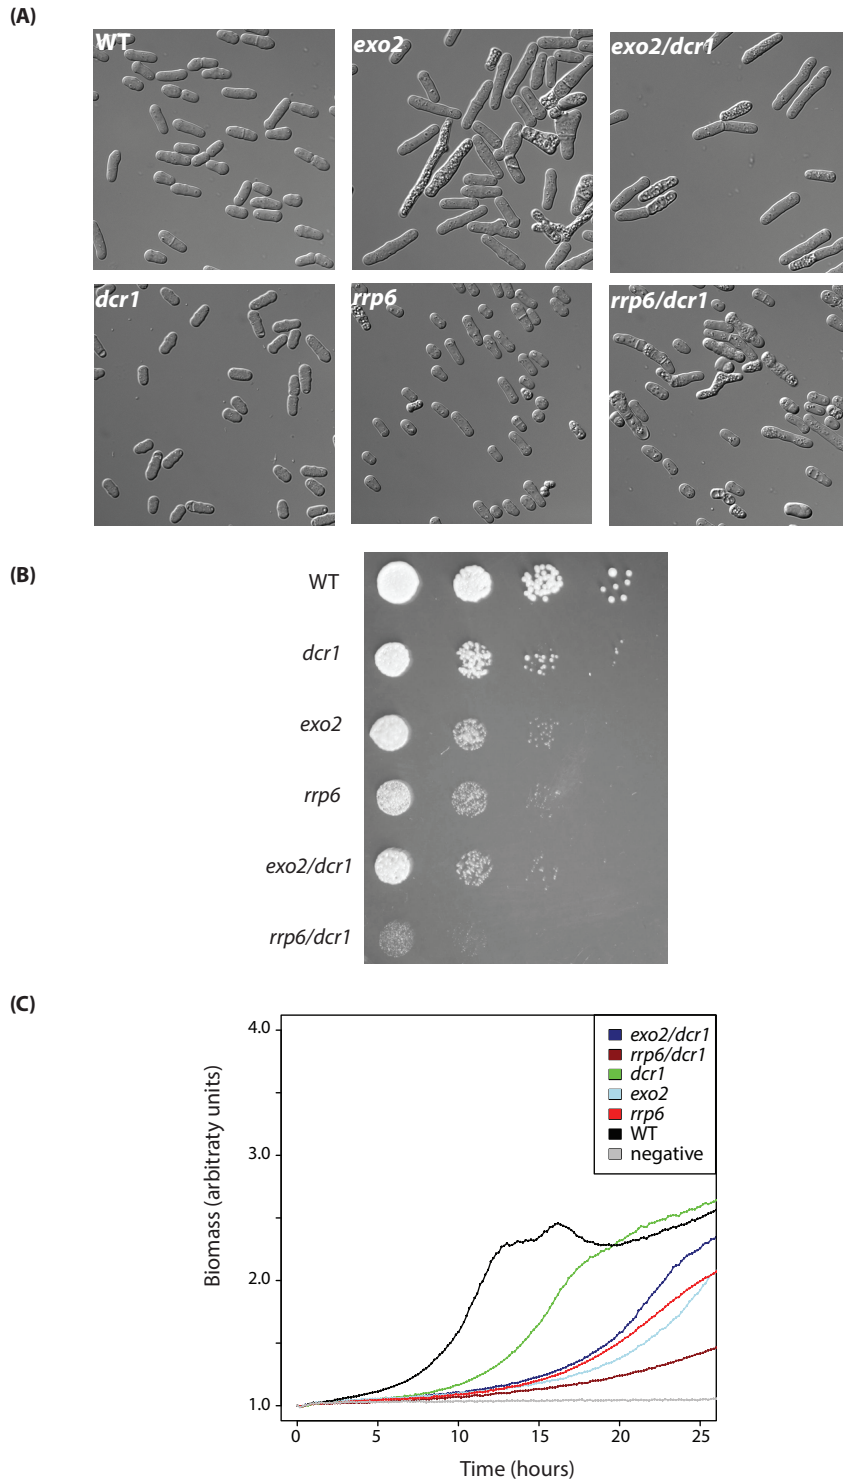 (A)
WT
exo2
exo2/dcr1
dcr1
rrp6
rrp6/dcr1
(B)
WT
dcr1
exo2
rrp6
exo2/dcr1
rrp6/dcr1
(C)
Biomass (arbitraty units)
4.0
3.0
2.0
1.0
exo2/dcr1
rrp6/dcr1
dcr1
exo2
rrp6
WT
negative
0 5 10 15 20 25
Time (hours)